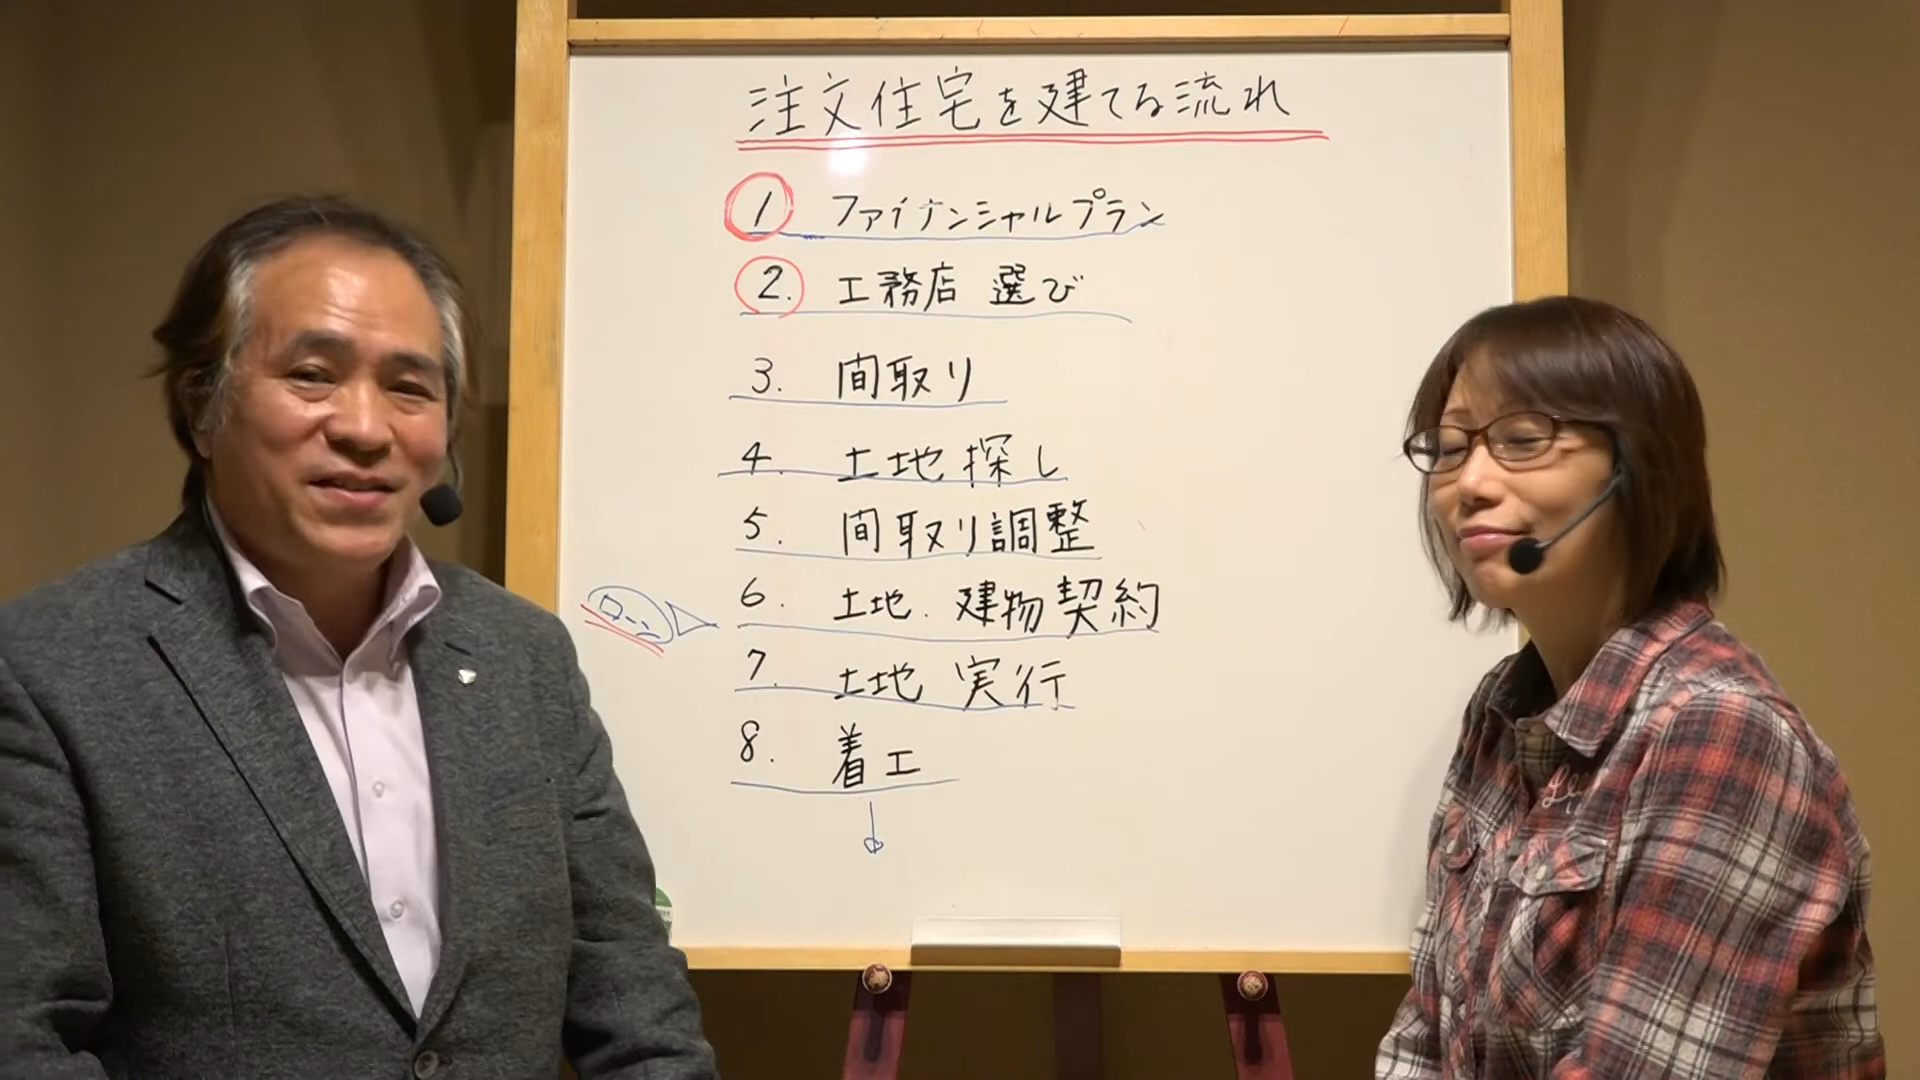 注文住宅を建てる流れ
1 ファイナンシャルプラン
2. 工務店 選び
3. 間取り
4. 土地探し
5. 間取り調整
ローン
6. 土地.建物契約
7. 土地 実行
8. 着工